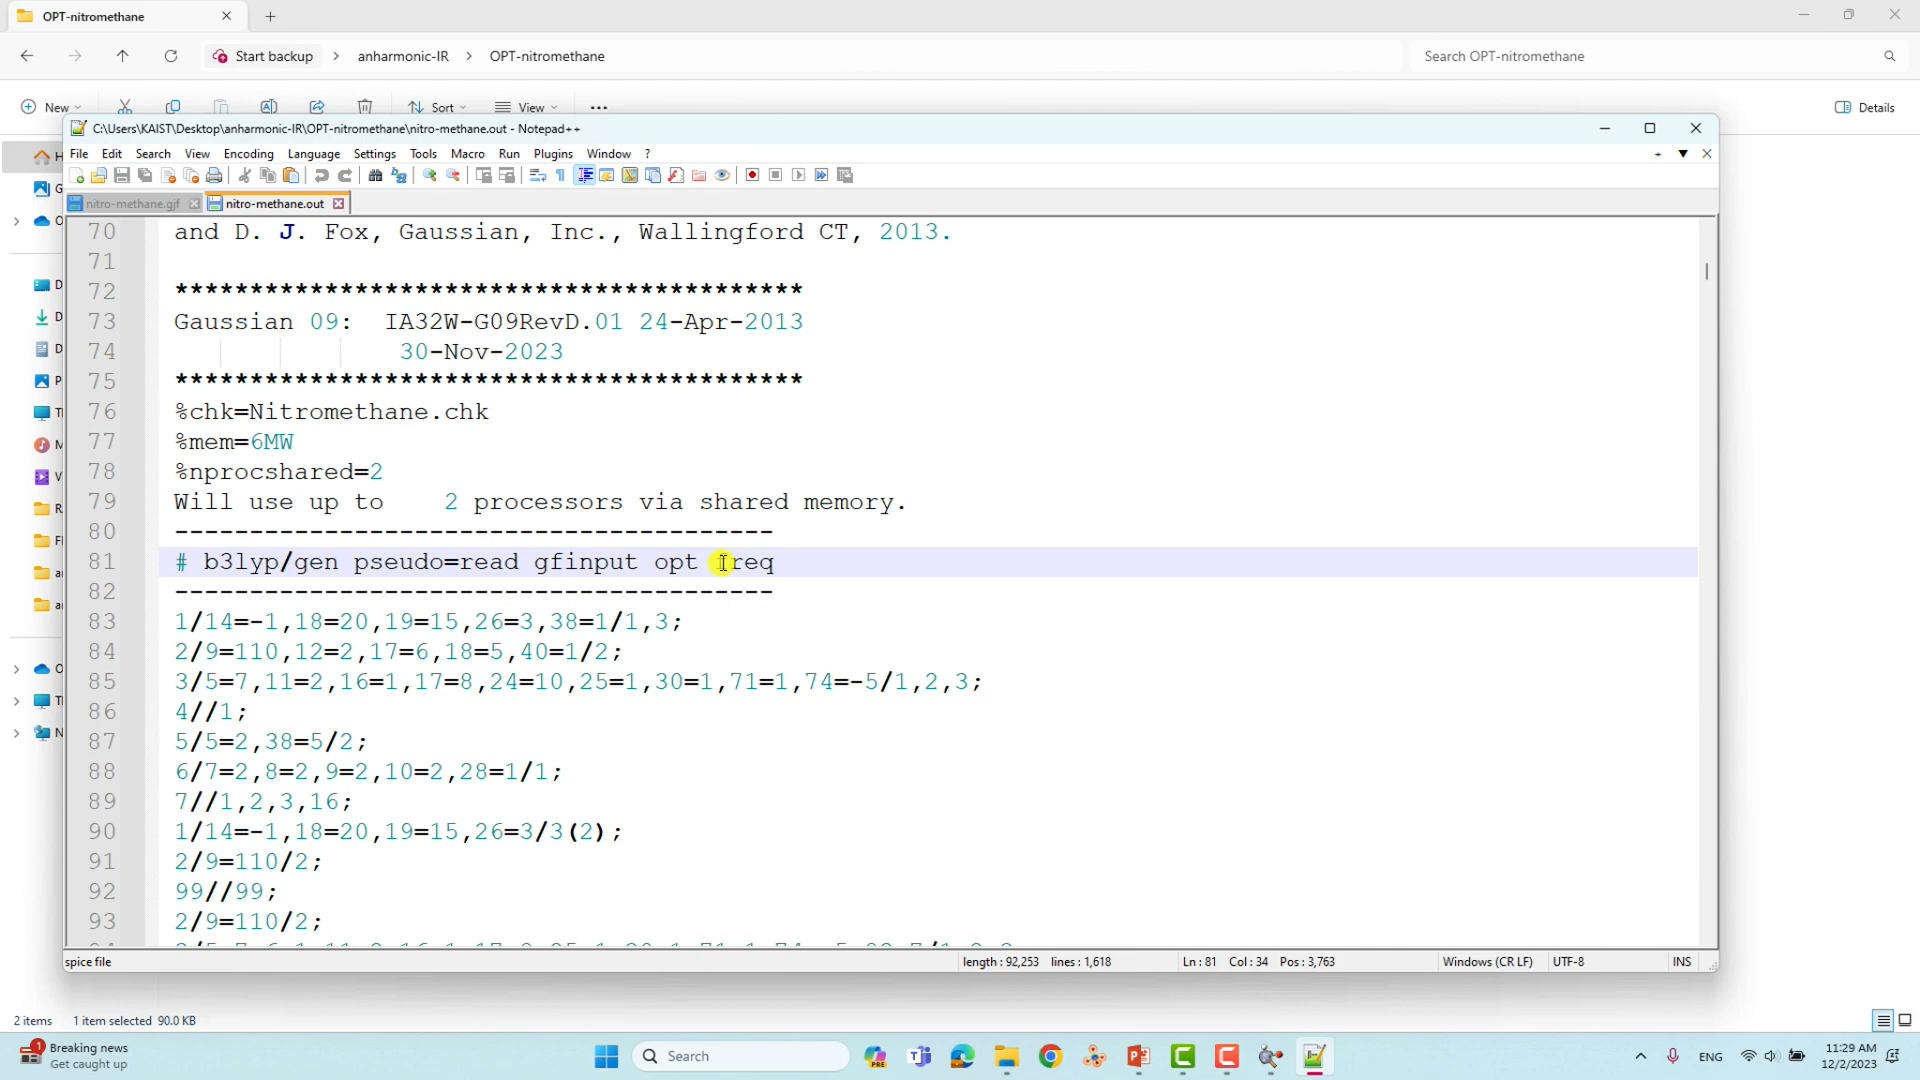 OPT-nitromethane
Start backup > anharmonic-IR > OPT-nitromethane
Search OPT-nitromethane
New Sort View Details
C:\Users\KAIST\Desktop\anharmonic-IR\OPT-nitromethane\nitro-methane.out - Notepad++
File Edit Search View Encoding Language Settings Tools Macro Run Plugins Window ?
nitro-methane.gjf nitro-methane.out
70 and D. J. Fox, Gaussian, Inc., Wallingford CT, 2013.
71
72 ******************************************
73 Gaussian 09: IA32W-G09RevD.01 24-Apr-2013
74 30-Nov-2023
75 ******************************************
76 %chk=Nitromethane.chk
77 %mem=6MW
78 %nprocshared=2
79 Will use up to 2 processors via shared memory.
80 ----------------------------------------
81 # b3lyp/gen pseudo=read gfinput opt freq
82 ----------------------------------------
83 1/14=-1,18=20,19=15,26=3,38=1/1,3;
84 2/9=110,12=2,17=6,18=5,40=1/2;
85 3/5=7,11=2,16=1,17=8,24=10,25=1,30=1,71=1,74=-5/1,2,3;
86 4//1;
87 5/5=2,38=5/2;
88 6/7=2,8=2,9=2,10=2,28=1/1;
89 7//1,2,3,16;
90 1/14=-1,18=20,19=15,26=3/3(2);
91 2/9=110/2;
92 99//99;
93 2/9=110/2;
spice file length : 92,253 lines : 1,618 Ln : 81 Col : 34 Pos : 3,763 Windows (CR LF) UTF-8 INS
2 items 1 item selected 90.0 KB
1 Breaking news
Get caught up
Search
ENG
11:29 AM
12/2/2023